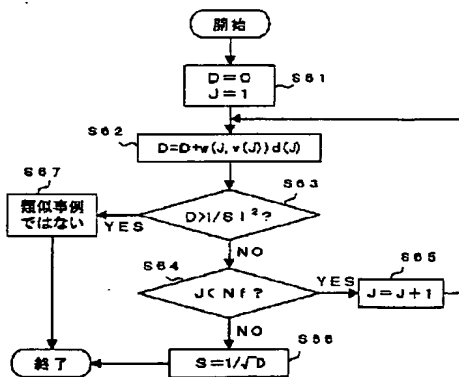 開始
D=0
J=1
S61
S62
D=D+w(J, v(J))d(J)
S67
類似事例
ではない
S63
D>1/Sl²?
YES
NO
S64
J<Nf?
YES
S65
J=J+1
NO
S66
S=1/√D
終了